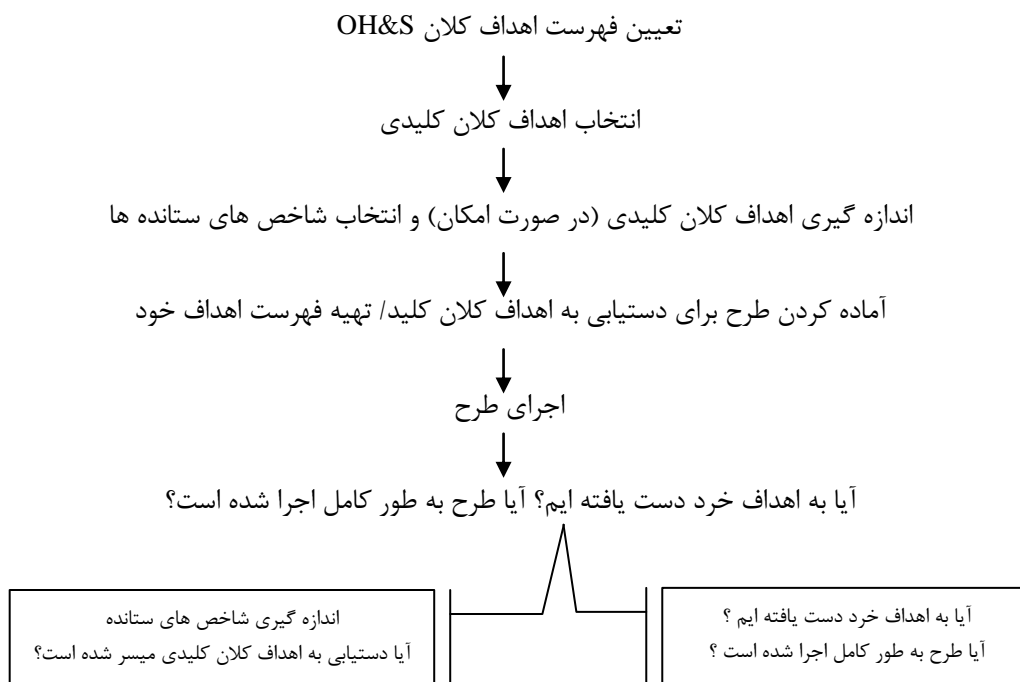 تعیین فهرست اهداف کلان OH&S
انتخاب اهداف کلان کلیدی
اندازه گیری اهداف کلان کلیدی (در صورت امکان) و انتخاب شاخص های ستانده ها
آماده کردن طرح برای دستیابی به اهداف کلان کلید/ تهیه فهرست اهداف خود
اجرای طرح
آیا به اهداف خرد دست یافته ایم؟ آیا طرح به طور کامل اجرا شده است؟
آیا به اهداف خرد دست یافته ایم ؟
آیا طرح به طور کامل اجرا شده است ؟
اندازه گیری شاخص های ستانده
آیا دستیابی به اهداف کلان کلیدی میسر شده است؟